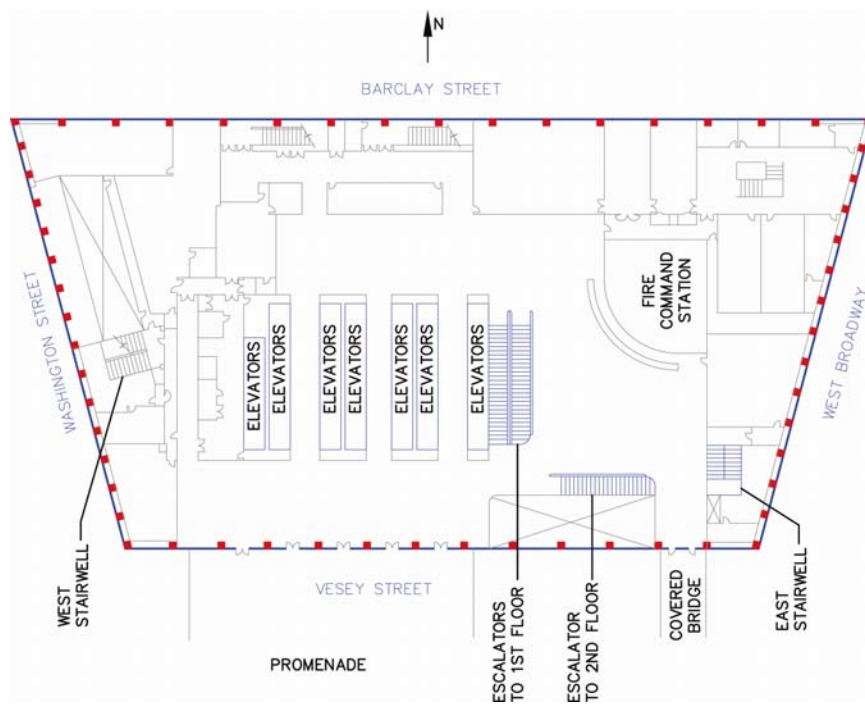 N
BARCLAY STREET
WASHINGTON STREET
FIRE
COMMAND
STATION
WEST BROADWAY
ELEVATORS
ELEVATORS
ELEVATORS
ELEVATORS
ELEVATORS
ELEVATORS
ELEVATORS
WEST
STAIRWELL
VESEY STREET
PROMENADE
ESCALATORS
TO 1ST FLOOR
ESCALATOR
TO 2ND FLOOR
COVERED
BRIDGE
EAST
STAIRWELL